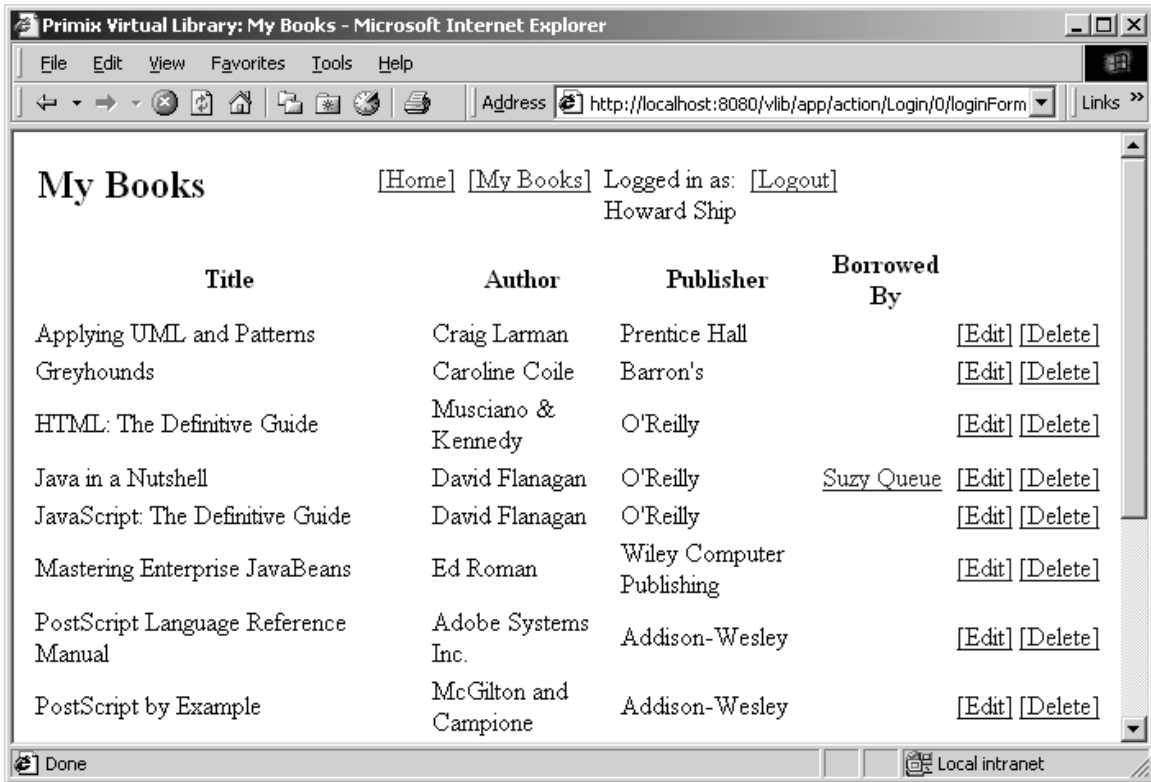 Primix Virtual Library: My Books - Microsoft Internet Explorer
File Edit View Favorites Tools Help
Address http://localhost:8080/vlib/app/action/Login/0/loginForm Links »
My Books [Home] [My Books] Logged in as: [Logout]
Howard Ship
Title Author Publisher Borrowed
By
Applying UML and Patterns Craig Larman Prentice Hall [Edit] [Delete]
Greyhounds Caroline Coile Barron's [Edit] [Delete]
HTML: The Definitive Guide Musciano &
Kennedy O'Reilly [Edit] [Delete]
Java in a Nutshell David Flanagan O'Reilly Suzy Queue [Edit] [Delete]
JavaScript: The Definitive Guide David Flanagan O'Reilly [Edit] [Delete]
Mastering Enterprise JavaBeans Ed Roman Wiley Computer
Publishing [Edit] [Delete]
PostScript Language Reference
Manual Adobe Systems
Inc. Addison-Wesley [Edit] [Delete]
PostScript by Example McGilton and
Campione Addison-Wesley [Edit] [Delete]
Done Local intranet